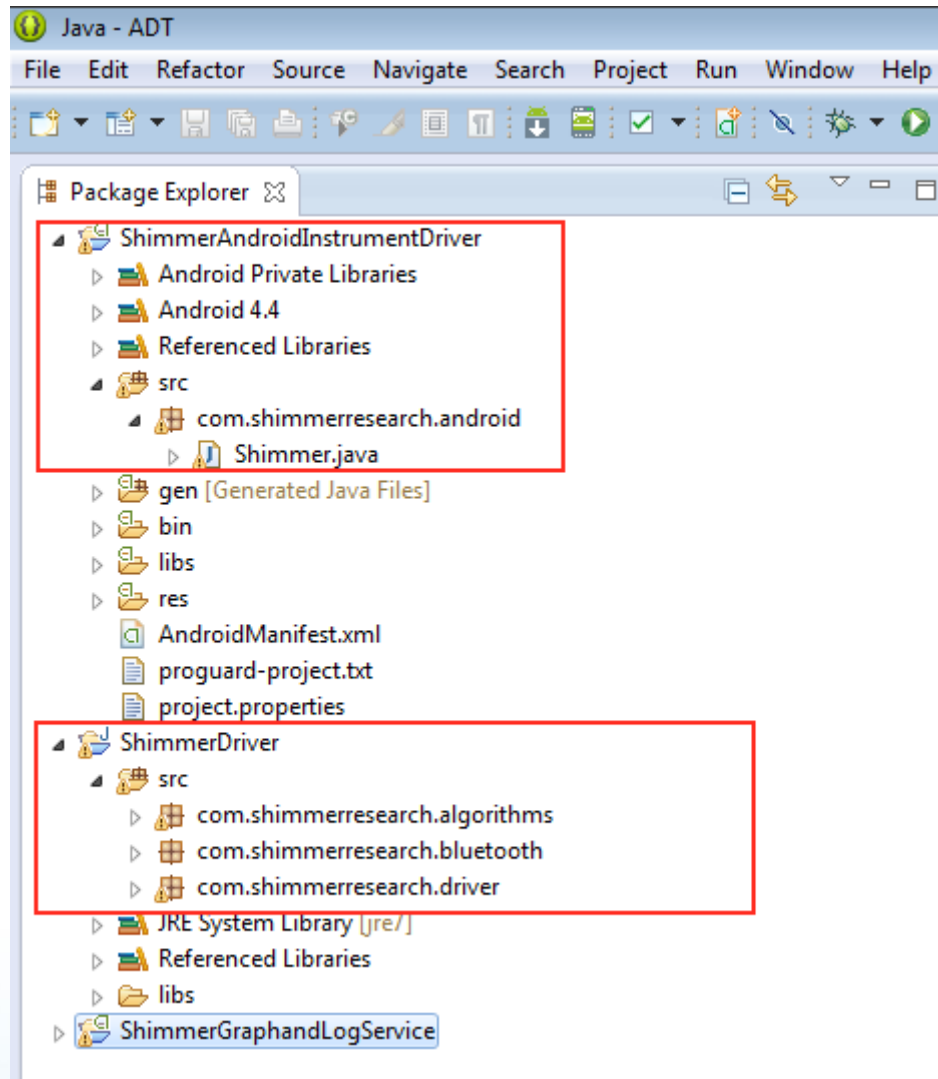 Java - ADT
File Edit Refactor Source Navigate Search Project Run Window Help
Package Explorer
ShimmerAndroidInstrumentDriver
Android Private Libraries
Android 4.4
Referenced Libraries
src
com.shimmerresearch.android
Shimmer.java
gen [Generated Java Files]
bin
libs
res
AndroidManifest.xml
proguard-project.txt
project.properties
ShimmerDriver
src
com.shimmerresearch.algorithms
com.shimmerresearch.bluetooth
com.shimmerresearch.driver
JRE System Library [jre7]
Referenced Libraries
libs
ShimmerGraphandLogService